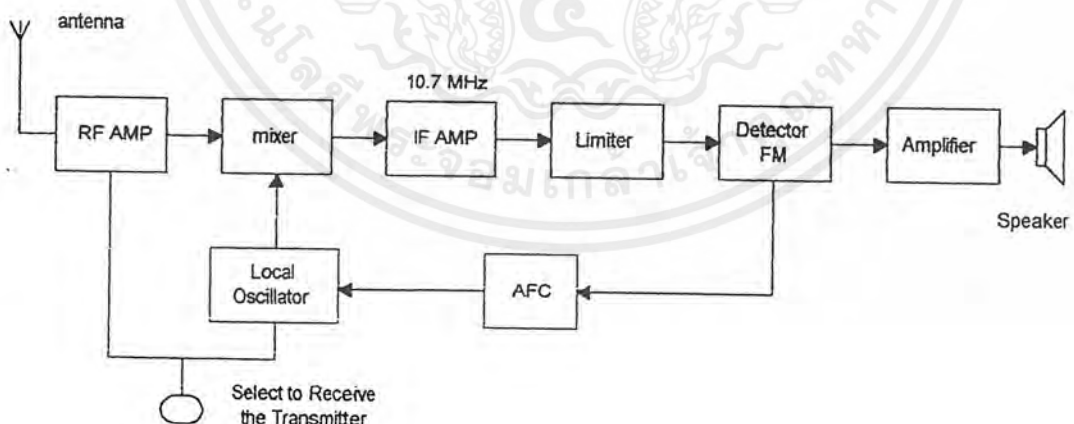 antenna
10.7 MHz
RF AMP
mixer
IF AMP
Limiter
Detector
FM
Amplifier
Speaker
Local
Oscillator
AFC
Select to Receive
the Transmitter